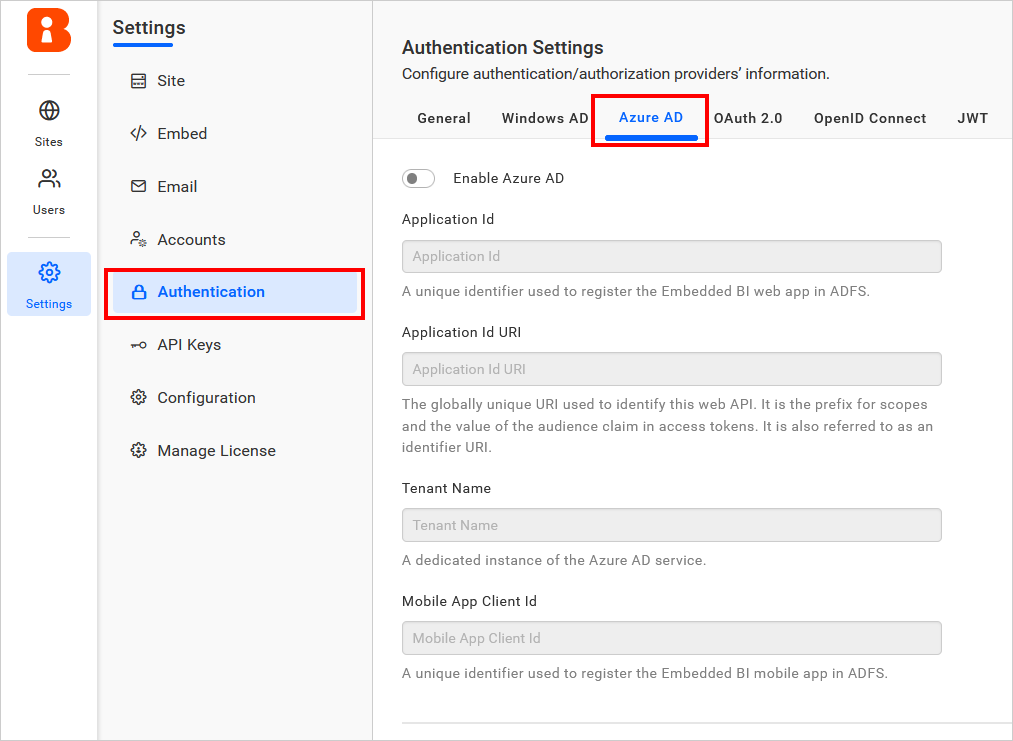 Sites
Users
Settings
Settings
Site
Embed
Email
Accounts
Authentication
API Keys
Configuration
Manage License
Authentication Settings
Configure authentication/authorization providers’ information.
General Windows AD Azure AD OAuth 2.0 OpenID Connect JWT
Enable Azure AD
Application Id
Application Id
A unique identifier used to register the Embedded BI web app in ADFS.
Application Id URI
Application Id URI
The globally unique URI used to identify this web API. It is the prefix for scopes
and the value of the audience claim in access tokens. It is also referred to as an
identifier URI.
Tenant Name
Tenant Name
A dedicated instance of the Azure AD service.
Mobile App Client Id
Mobile App Client Id
A unique identifier used to register the Embedded BI mobile app in ADFS.